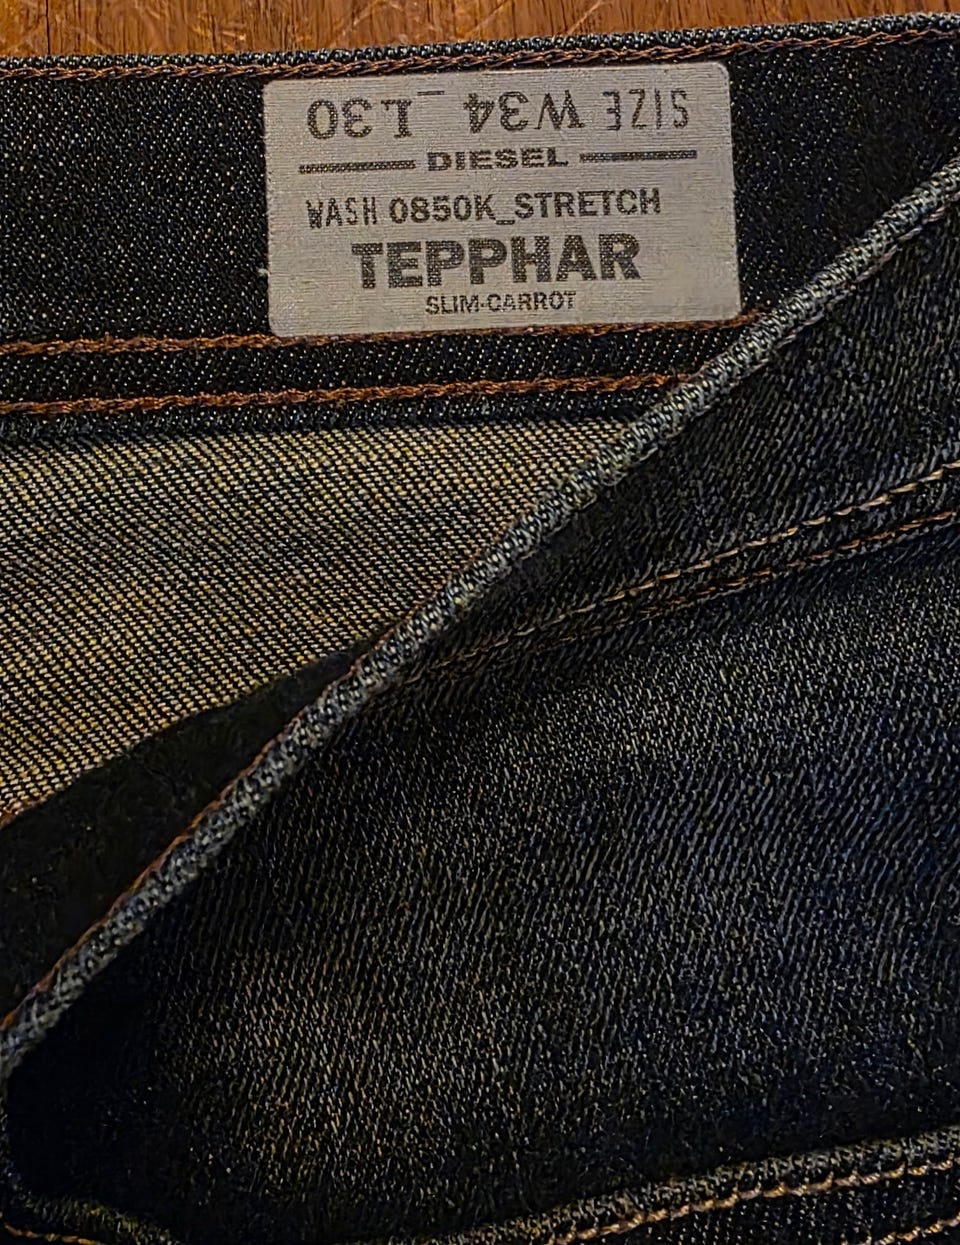 SIZE W34_L30
DIESEL
WASH 0850K_STRETCH
TEPPHAR
SLIM-CARROT